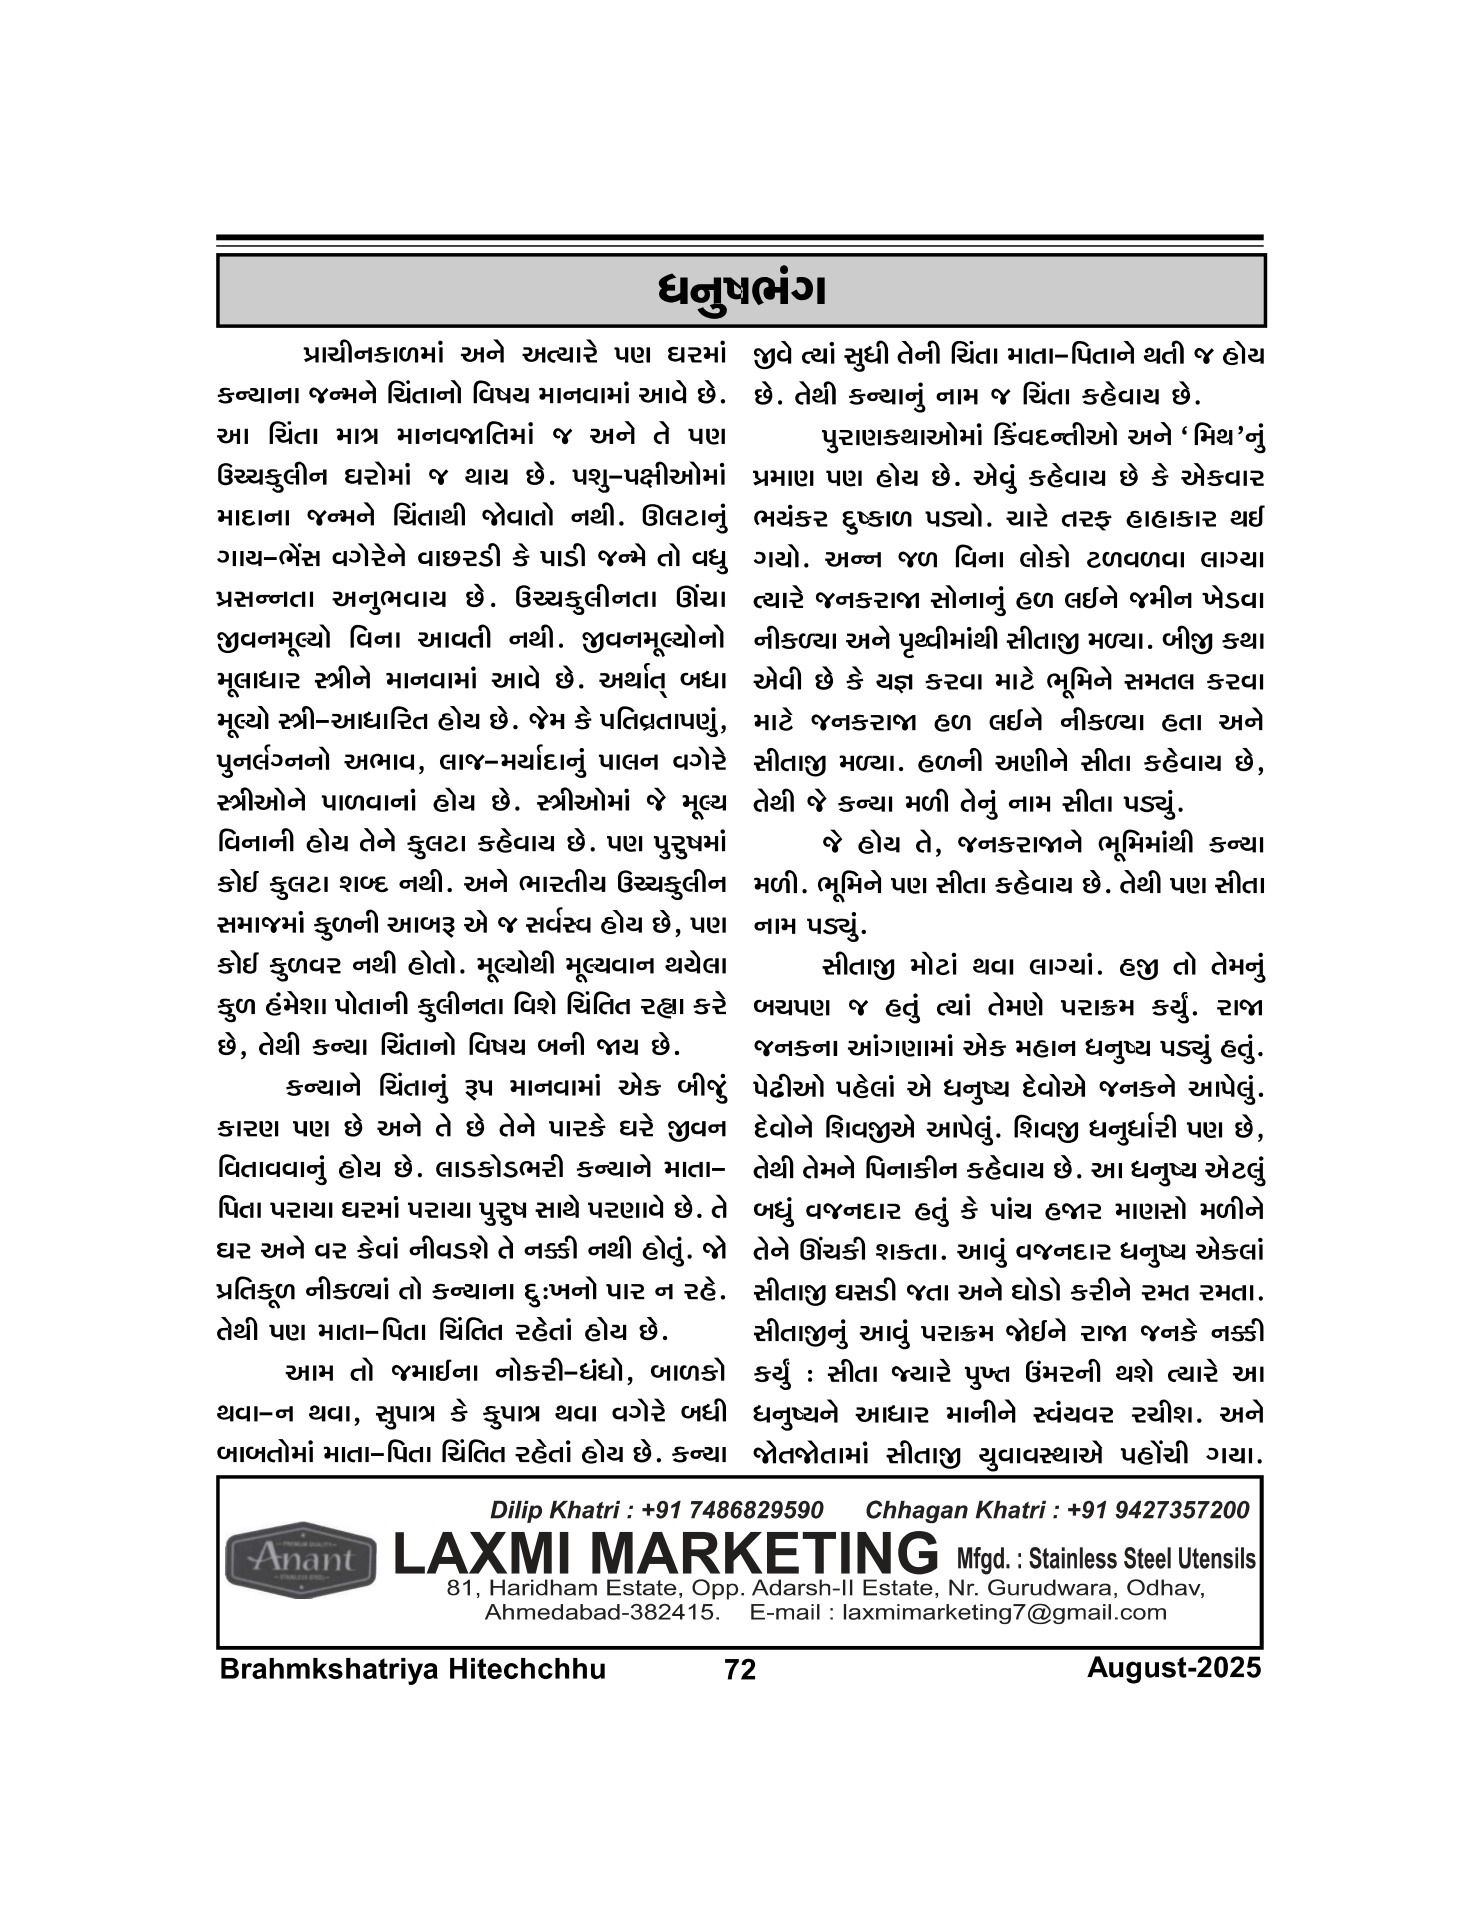 ધનુષભંગ
પ્રાચીનકાળમાં અને અત્યારે પણ ઘરમાં
કન્યાના જન્મને ચિંતાનો વિષય માનવામાં આવે છે.
આ ચિંતા માત્ર માનવજાતિમાં જ અને તે પણ
ઉચ્ચકુલીન ઘરોમાં જ થાય છે. પશુ-પક્ષીઓમાં
માદાના જન્મને ચિંતાથી જોવાતો નથી. ઊલટાનું
ગાય-ભેંસ વગેરેને વાછરડી કે પાડી જન્મે તો વધુ
પ્રસન્નતા અનુભવાય છે. ઉચ્ચકુલીનતા ઊંચા
જીવનમૂલ્યો વિના આવતી નથી. જીવનમૂલ્યોનો
મૂલાધાર સ્ત્રીને માનવામાં આવે છે. અર્થાત્ બધા
મૂલ્યો સ્ત્રી-આધારિત હોય છે. જેમ કે પતિવ્રતાપણું,
પુનર્લગ્નનો અભાવ, લાજ-મર્યાદાનું પાલન વગેરે
સ્ત્રીઓને પાળવાનાં હોય છે. સ્ત્રીઓમાં જે મૂલ્ય
વિનાની હોય તેને કુલટા કહેવાય છે. પણ પુરુષમાં
કોઈ કુલટા શબ્દ નથી. અને ભારતીય ઉચ્ચકુલીન
સમાજમાં કુળની આબરૂ એ જ સર્વસ્વ હોય છે, પણ
કોઈ કુળવર નથી હોતો. મૂલ્યોથી મૂલ્યવાન થયેલા
કુળ હંમેશા પોતાની કુલીનતા વિશે ચિંતિત રહ્યા કરે
છે, તેથી કન્યા ચિંતાનો વિષય બની જાય છે.
કન્યાને ચિંતાનું રૂપ માનવામાં એક બીજું
કારણ પણ છે અને તે છે તેને પારકે ઘરે જીવન
વિતાવવાનું હોય છે. લાડકોડભરી કન્યાને માતા-
પિતા પરાયા ઘરમાં પરાયા પુરુષ સાથે પરણાવે છે. તે
ઘર અને વર કેવાં નીવડશે તે નક્કી નથી હોતું. જો
પ્રતિકૂળ નીકળ્યાં તો કન્યાના દુઃખનો પાર ન રહે.
તેથી પણ માતા-પિતા ચિંતિત રહેતાં હોય છે.
આમ તો જમાઈના નોકરી-ધંધો, બાળકો
થવા-ન થવા, સુપાત્ર કે કુપાત્ર થવા વગેરે બધી
બાબતોમાં માતા-પિતા ચિંતિત રહેતાં હોય છે. કન્યા
જીવે ત્યાં સુધી તેની ચિંતા માતા-પિતાને થતી જ હોય
છે. તેથી કન્યાનું નામ જ ચિંતા કહેવાય છે.
પુરાણકથાઓમાં કિંવદન્તીઓ અને ‘મિથ’નું
પ્રમાણ પણ હોય છે. એવું કહેવાય છે કે એકવાર
ભયંકર દુષ્કાળ પડ્યો. ચારે તરફ હાહાકાર થઈ
ગયો. અન્ન જળ વિના લોકો ટળવળવા લાગ્યા
ત્યારે જનકરાજા સોનાનું હળ લઈને જમીન ખેડવા
નીકળ્યા અને પૃથ્વીમાંથી સીતાજી મળ્યા. બીજી કથા
એવી છે કે યજ્ઞ કરવા માટે ભૂમિને સમતલ કરવા
માટે જનકરાજા હળ લઈને નીકળ્યા હતા અને
સીતાજી મળ્યા. હળની અણીને સીતા કહેવાય છે,
તેથી જે કન્યા મળી તેનું નામ સીતા પડ્યું.
જે હોય તે, જનકરાજાને ભૂમિમાંથી કન્યા
મળી. ભૂમિને પણ સીતા કહેવાય છે. તેથી પણ સીતા
નામ પડ્યું.
સીતાજી મોટાં થવા લાગ્યાં. હજી તો તેમનું
બચપણ જ હતું ત્યાં તેમણે પરાક્રમ કર્યું. રાજા
જનકના આંગણામાં એક મહાન ધનુષ્ય પડ્યું હતું.
પેઢીઓ પહેલાં એ ધનુષ્ય દેવોએ જનકને આપેલું.
દેવોને શિવજીએ આપેલું. શિવજી ધનુર્ધારી પણ છે,
તેથી તેમને પિનાકીન કહેવાય છે. આ ધનુષ્ય એટલું
બધું વજનદાર હતું કે પાંચ હજાર માણસો મળીને
તેને ઊંચકી શકતા. આવું વજનદાર ધનુષ્ય એકલાં
સીતાજી ઘસડી જતા અને ઘોડો કરીને રમત રમતા.
સીતાજીનું આવું પરાક્રમ જોઈને રાજા જનકે નક્કી
કર્યું : સીતા જ્યારે પુખ્ત ઉંમરની થશે ત્યારે આ
ધનુષ્યને આધાર માનીને સ્વંયવર રચીશ. અને
જોતજોતામાં સીતાજી યુવાવસ્થાએ પહોંચી ગયા.
Dilip Khatri : +91 7486829590 Chhagan Khatri : +91 9427357200
PREMIUM QUALITY
Anant
STAINLESS STEEL
LAXMI MARKETING Mfgd. : Stainless Steel Utensils
81, Haridham Estate, Opp. Adarsh-II Estate, Nr. Gurudwara, Odhav,
Ahmedabad-382415. E-mail : laxmimarketing7@gmail.com
Brahmkshatriya Hitechchhu 72 August-2025